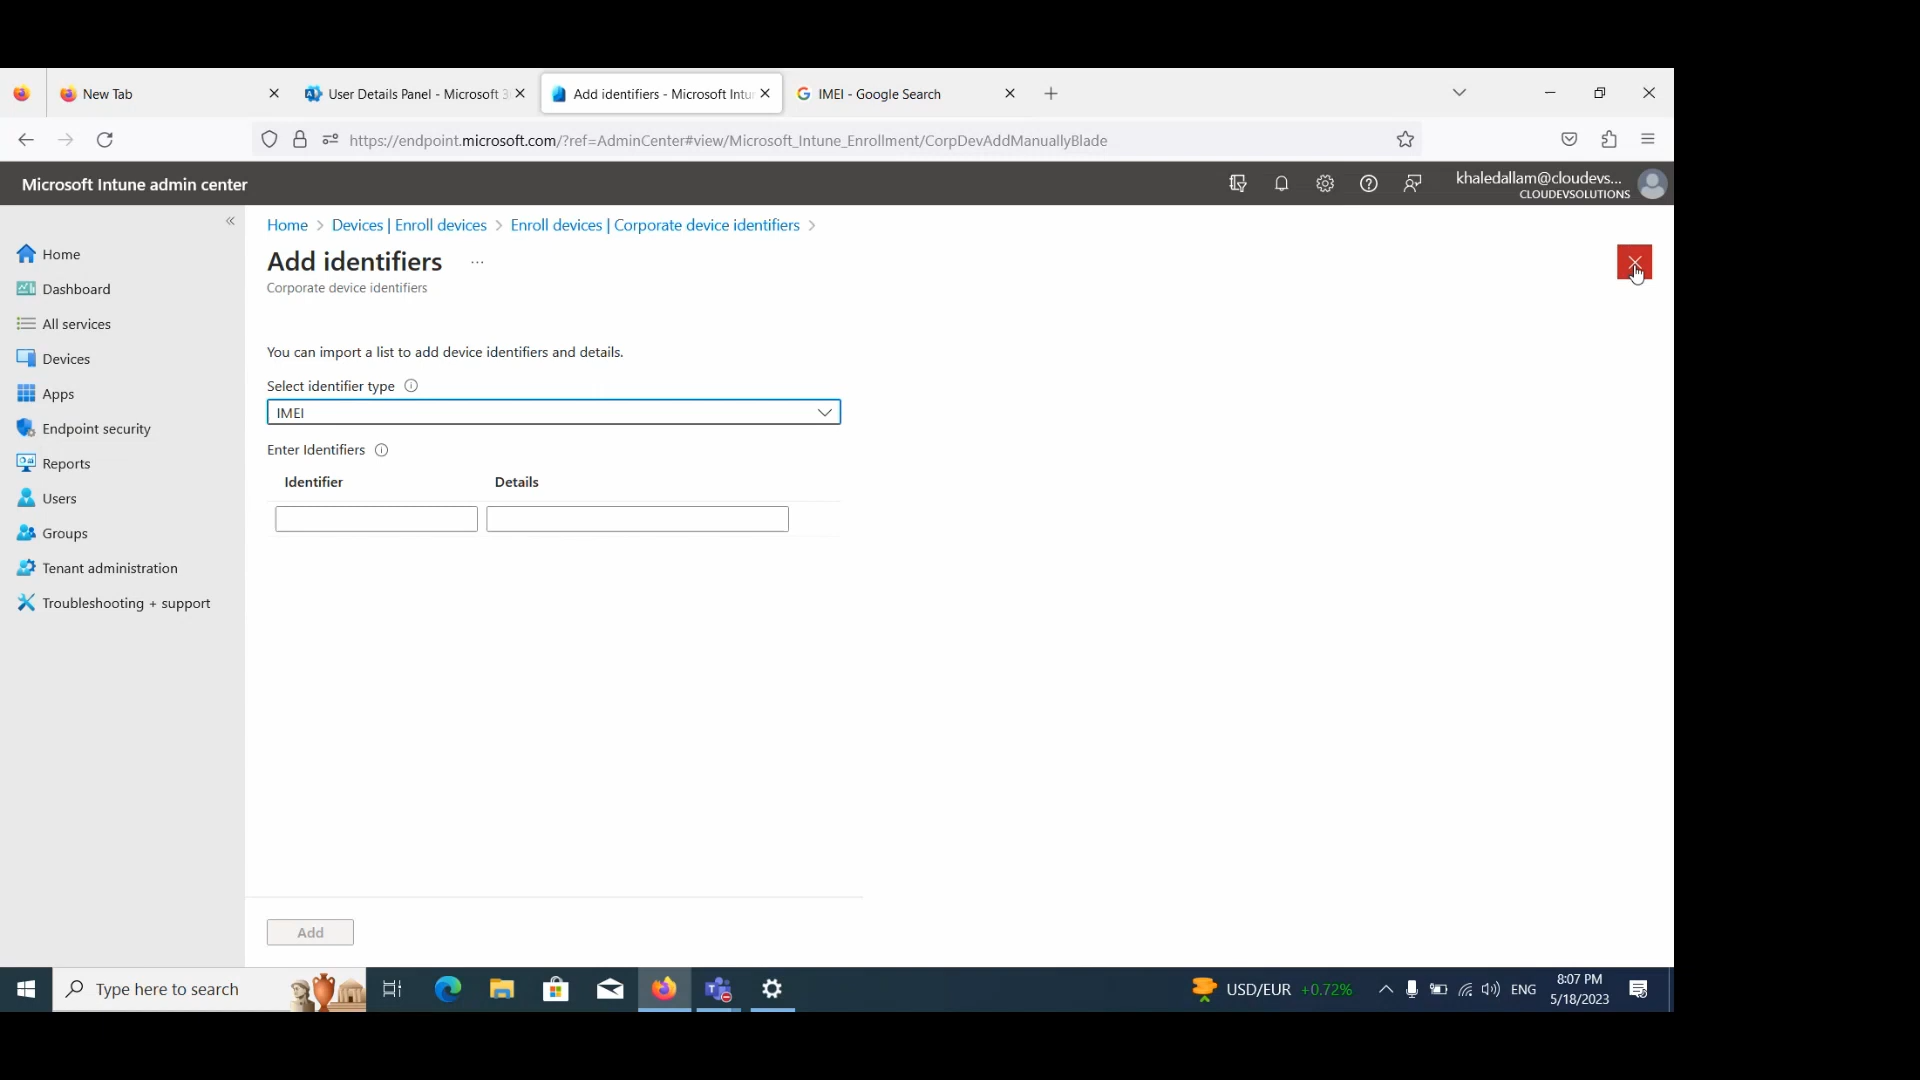 New Tab
User Details Panel - Microsoft 3
Add identifiers - Microsoft Intu
IMEI - Google Search
https://endpoint.microsoft.com/?ref=AdminCenter#view/Microsoft_Intune_Enrollment/CorpDevAddManuallyBlade
Microsoft Intune admin center
khaledallam@cloudevs...
CLOUDEVSOLUTIONS
Home > Devices | Enroll devices > Enroll devices | Corporate device identifiers >
Add identifiers ...
Corporate device identifiers
Home
Dashboard
All services
Devices
Apps
Endpoint security
Reports
Users
Groups
Tenant administration
Troubleshooting + support
You can import a list to add device identifiers and details.
Select identifier type
IMEI
Enter Identifiers
Identifier Details
Add
Type here to search
USD/EUR +0.72%
ENG
8:07 PM
5/18/2023